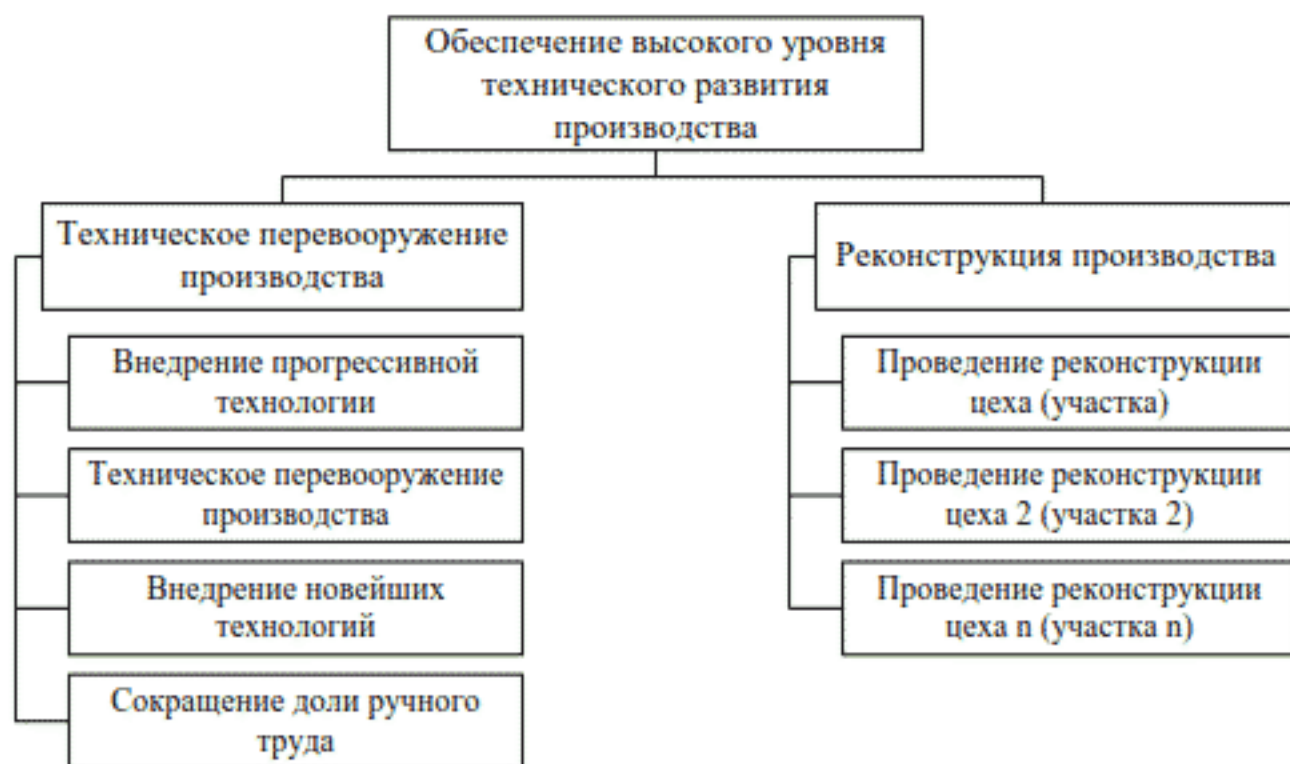 Обеспечение высокого уровня
технического развития
производства
Техническое перевооружение
производства
Внедрение прогрессивной
технологии
Техническое перевооружение
производства
Внедрение новейших
технологий
Сокращение доли ручного
труда
Реконструкция производства
Проведение реконструкции
цеха (участка)
Проведение реконструкции
цеха 2 (участка 2)
Проведение реконструкции
цеха n (участка n)